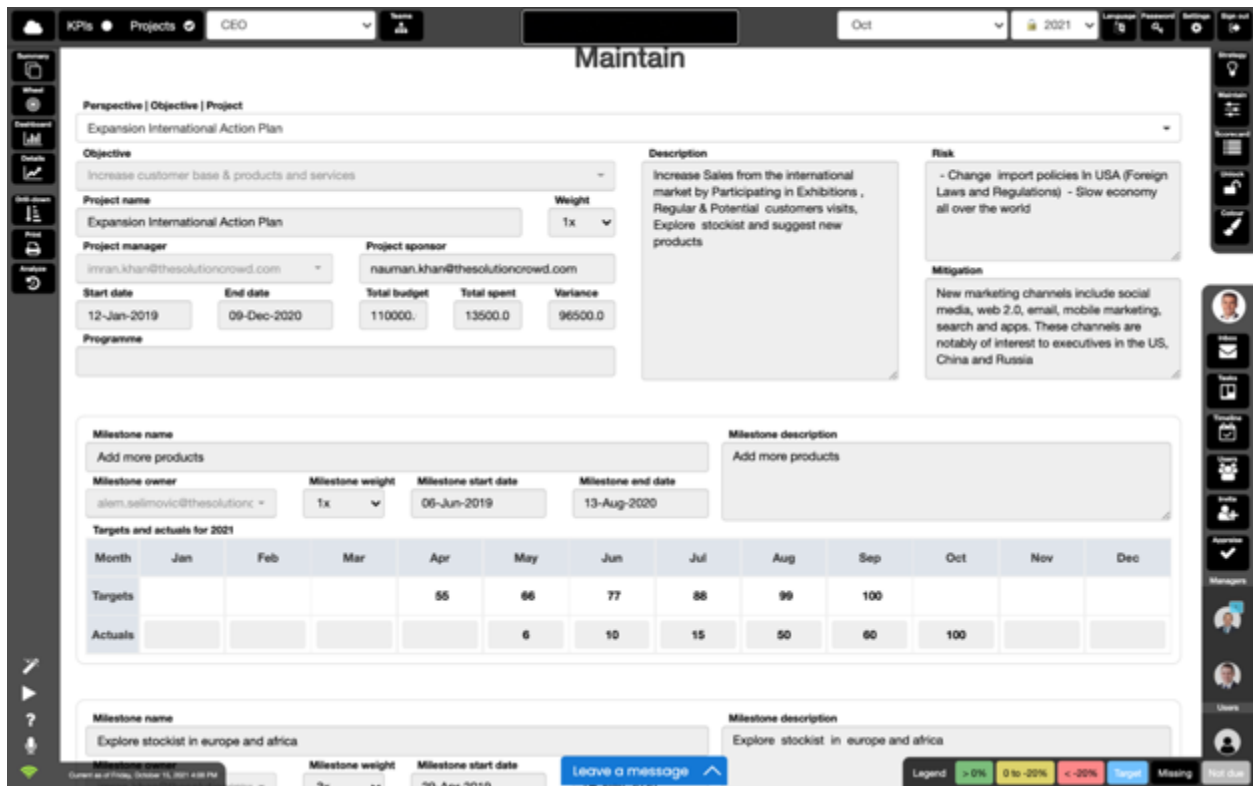 KPIs Projects CEO Teams Oct 2021 Language Password Settings Sign out
Maintain
Summary
Wheel
Dashboard
Details
Drill-down
Print
Analyze
Strategy
Maintain
Scorecard
Unlock
Colour
Perspective | Objective | Project
Expansion International Action Plan
Objective
Increase customer base & products and services
Project name Weight
Expansion International Action Plan 1x
Project manager Project sponsor
imran.khan@thesolutioncrowd.com nauman.khan@thesolutioncrowd.com
Start date End date Total budget Total spent Variance
12-Jan-2019 09-Dec-2020 110000. 13500.0 96500.0
Programme
Description
Increase Sales from the international
market by Participating in Exhibitions ,
Regular & Potential customers visits,
Explore stockist and suggest new
products
Risk
- Change import policies In USA (Foreign
Laws and Regulations) - Slow economy
all over the world
Mitigation
New marketing channels include social
media, web 2.0, email, mobile marketing,
search and apps. These channels are
notably of interest to executives in the US,
China and Russia
Inbox
Tasks
Timeline
Users
Invite
Appraise
Managers
Users
Milestone name Milestone description
Add more products Add more products
Milestone owner Milestone weight Milestone start date Milestone end date
alem.selimovic@thesolutionc 1x 06-Jun-2019 13-Aug-2020
Targets and actuals for 2021
Month Jan Feb Mar Apr May Jun Jul Aug Sep Oct Nov Dec
Targets 55 66 77 88 99 100
Actuals 6 10 15 50 60 100
Milestone name Milestone description
Explore stockist in europe and africa Explore stockist in europe and africa
Milestone owner Milestone weight Milestone start date
Current as of Friday, October 15, 2021 4:06 PM
Leave a message
Legend > 0% 0 to -20% < -20% Target Missing Not due